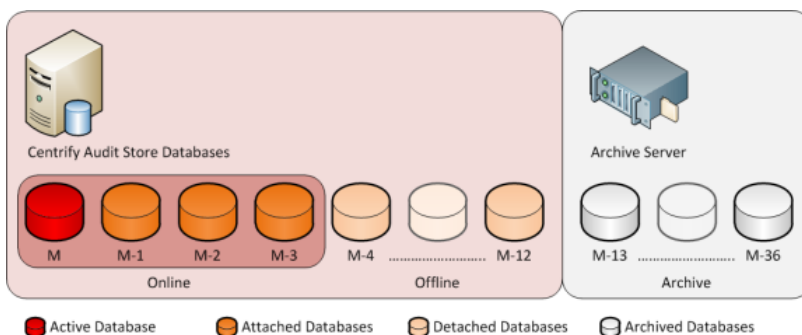 Centrify Audit Store Databases
Archive Server
M M-1 M-2 M-3 M-4 ........................ M-12 M-13 ........................ M-36
Online Offline Archive
Active Database Attached Databases Detached Databases Archived Databases